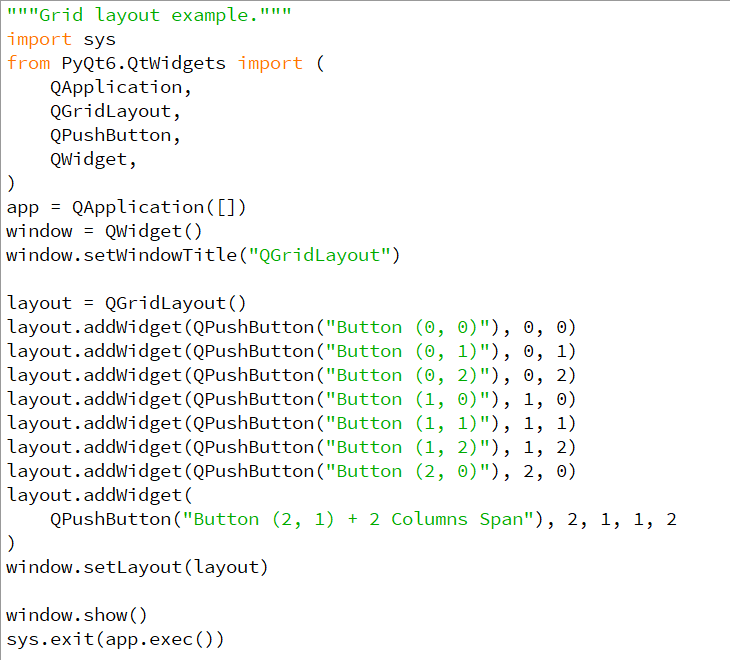 """Grid layout example."""
import sys
from PyQt6.QtWidgets import (
    QApplication,
    QGridLayout,
    QPushButton,
    QWidget,
)
app = QApplication([])
window = QWidget()
window.setWindowTitle("QGridLayout")

layout = QGridLayout()
layout.addWidget(QPushButton("Button (0, 0)"), 0, 0)
layout.addWidget(QPushButton("Button (0, 1)"), 0, 1)
layout.addWidget(QPushButton("Button (0, 2)"), 0, 2)
layout.addWidget(QPushButton("Button (1, 0)"), 1, 0)
layout.addWidget(QPushButton("Button (1, 1)"), 1, 1)
layout.addWidget(QPushButton("Button (1, 2)"), 1, 2)
layout.addWidget(QPushButton("Button (2, 0)"), 2, 0)
layout.addWidget(
    QPushButton("Button (2, 1) + 2 Columns Span"), 2, 1, 1, 2
)
window.setLayout(layout)

window.show()
sys.exit(app.exec())